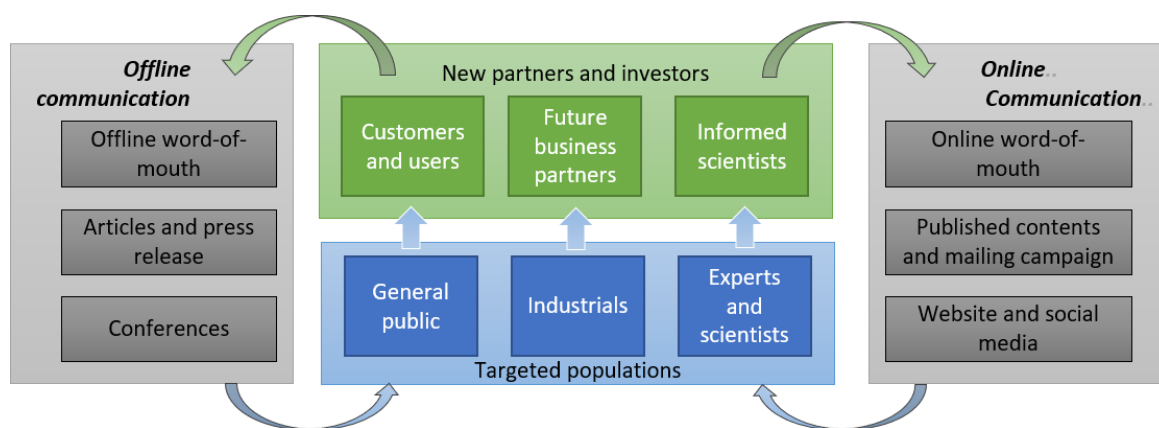 Offline
communication
Offline word-of-
mouth
Articles and press
release
Conferences
New partners and investors
Customers
and users
Future
business
partners
Informed
scientists
General
public
Industrials
Experts
and
scientists
Targeted populations
Online..
Communication..
Online word-of-
mouth
Published contents
and mailing campaign
Website and social
media